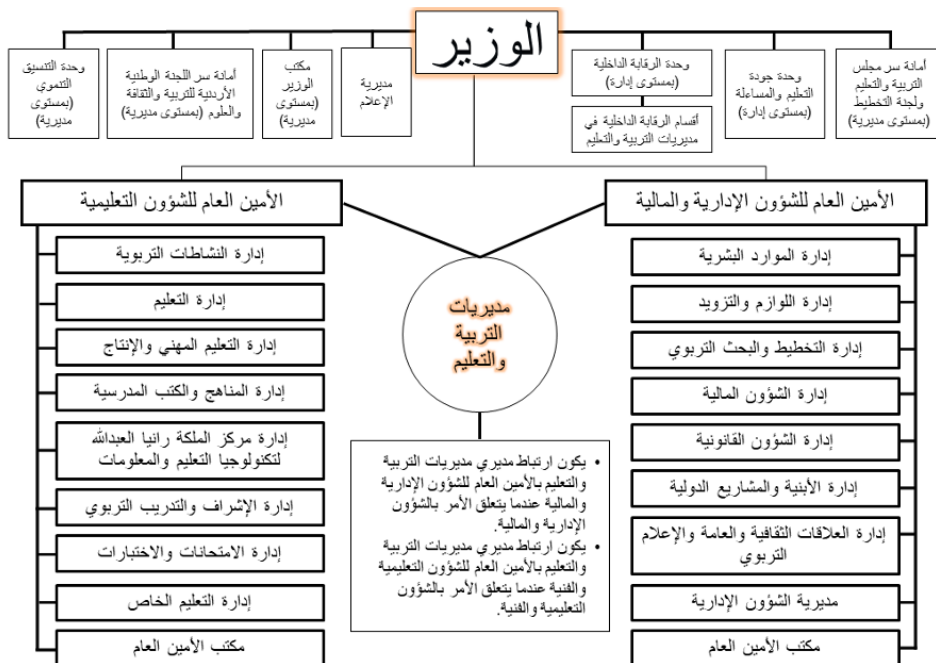 الوزير
أمانة سر مجلس
التربية والتعليم
ولجنة التخطيط
(بمستوى مديرية)
وحدة جودة
التعليم والمساءلة
(بمستوى إدارة)
وحدة الرقابة الداخلية
(بمستوى إدارة)
أقسام الرقابة الداخلية في
مديريات التربية والتعليم
مديرية
الإعلام
مكتب
الوزير
(بمستوى
مديرية)
أمانة سر اللجنة الوطنية
الأردنية للتربية والثقافة
والعلوم (بمستوى مديرية)
وحدة التنسيق
التنموي
(بمستوى
مديرية)
الأمين العام للشؤون الإدارية والمالية
إدارة الموارد البشرية
إدارة اللوازم والتزويد
إدارة التخطيط والبحث التربوي
إدارة الشؤون المالية
إدارة الشؤون القانونية
إدارة الأبنية والمشاريع الدولية
إدارة العلاقات الثقافية والعامة والإعلام
التربوي
مديرية الشؤون الإدارية
مكتب الأمين العام
مديريات
التربية
والتعليم
• يكون ارتباط مديري مديريات التربية
والتعليم بالأمين العام للشؤون الإدارية
والمالية عندما يتعلق الأمر بالشؤون
الإدارية والمالية.
• يكون ارتباط مديري مديريات التربية
والتعليم بالأمين العام للشؤون التعليمية
والفنية عندما يتعلق الأمر بالشؤون
التعليمية والفنية.
الأمين العام للشؤون التعليمية
إدارة النشاطات التربوية
إدارة التعليم
إدارة التعليم المهني والإنتاج
إدارة المناهج والكتب المدرسية
إدارة مركز الملكة رانيا العبدالله
لتكنولوجيا التعليم والمعلومات
إدارة الإشراف والتدريب التربوي
إدارة الامتحانات والاختبارات
إدارة التعليم الخاص
مكتب الأمين العام